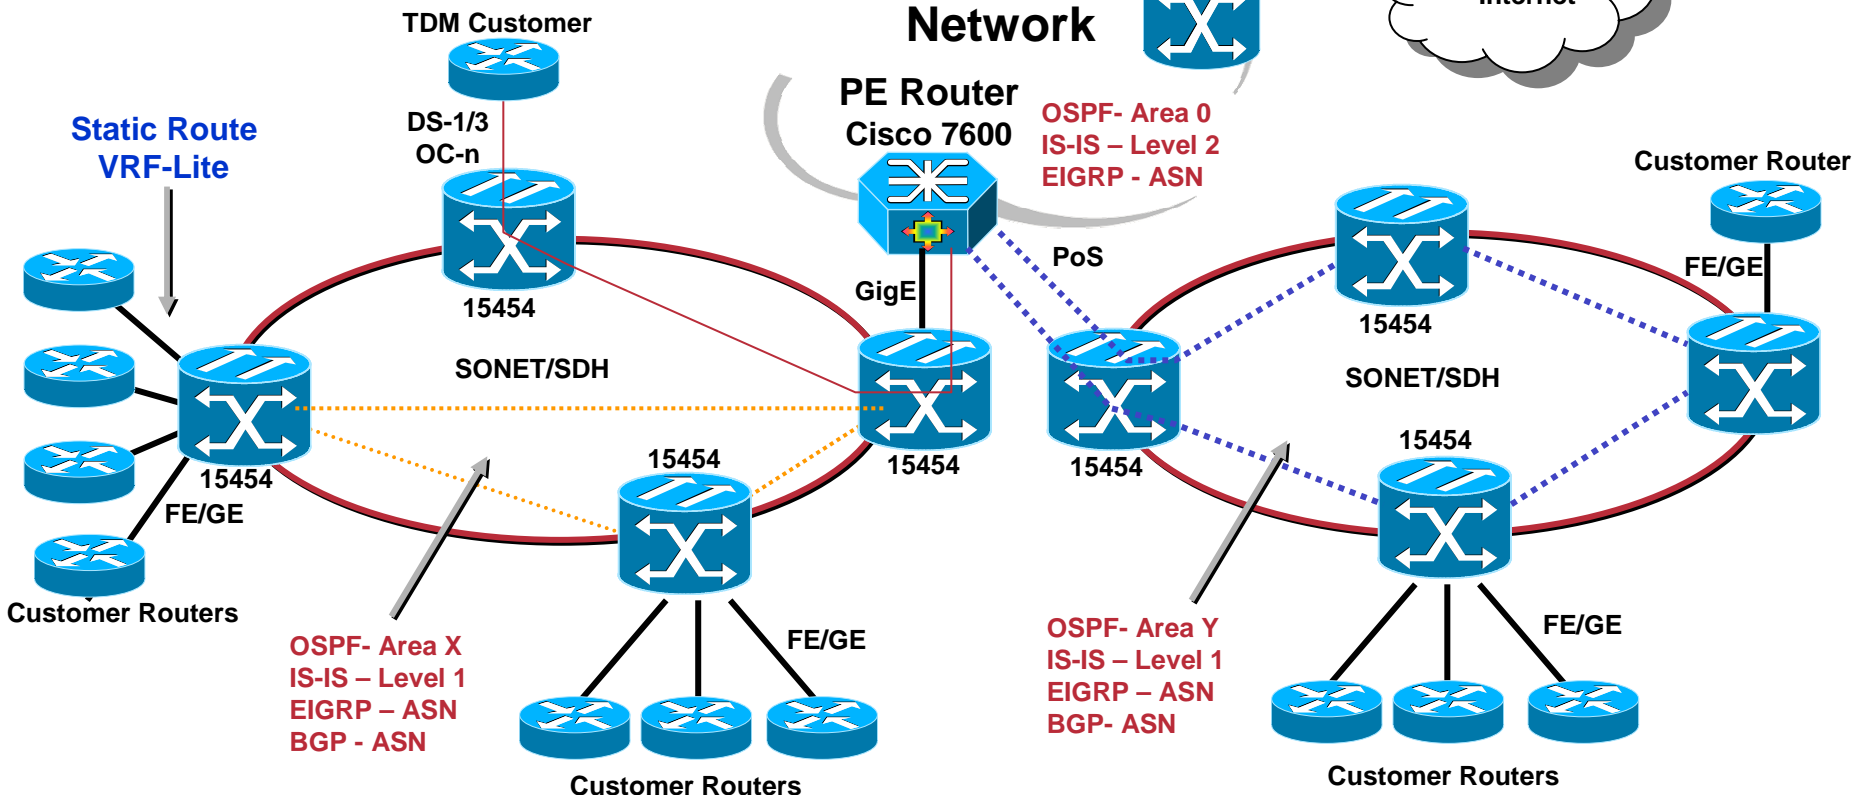 TDM Customer
Network
Internet
PE Router
Cisco 7600
OSPF- Area 0
IS-IS – Level 2
EIGRP - ASN
DS-1/3
OC-n
Static Route
VRF-Lite
Customer Router
PoS
FE/GE
GigE
15454
15454
SONET/SDH
SONET/SDH
15454
15454
15454
15454
15454
FE/GE
Customer Routers
OSPF- Area X
IS-IS – Level 1
EIGRP – ASN
BGP - ASN
FE/GE
OSPF- Area Y
IS-IS – Level 1
EIGRP – ASN
BGP- ASN
FE/GE
Customer Routers
Customer Routers